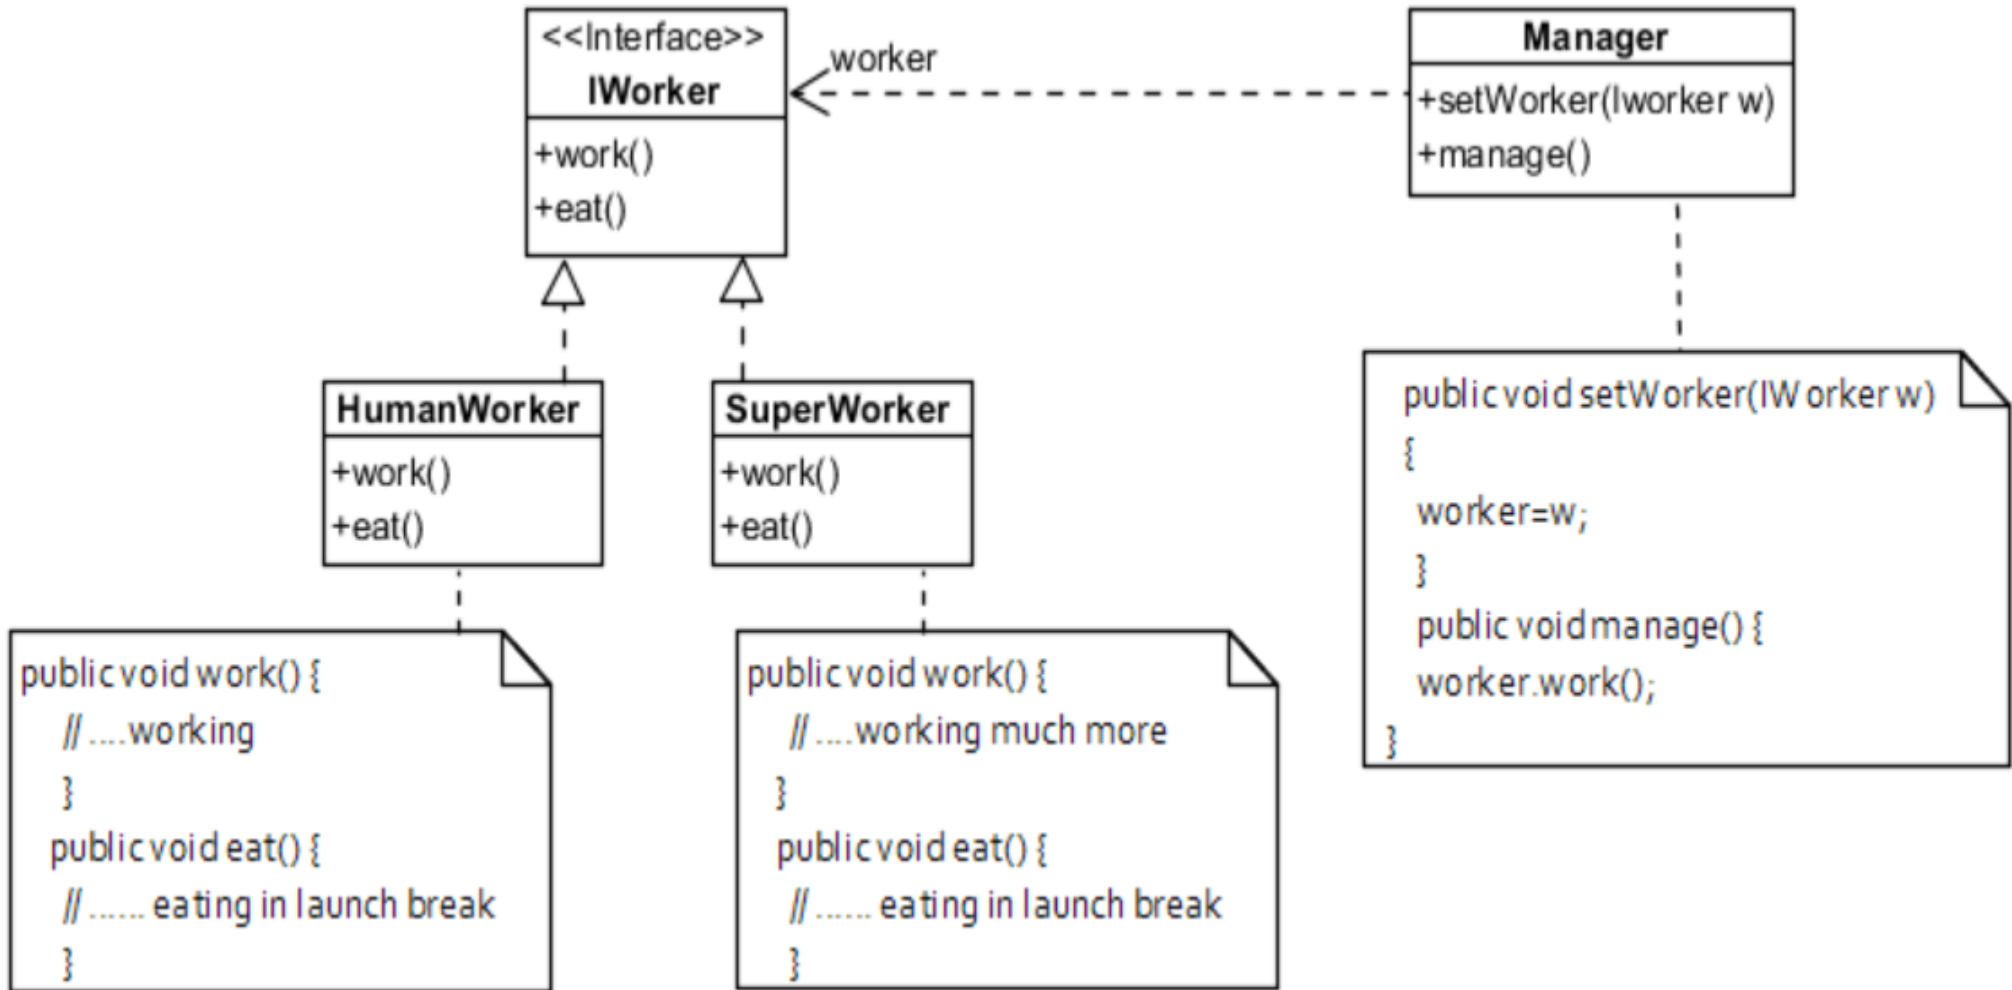 <<Interface>>
IWorker
+work()
+eat()
worker
Manager
+setWorker(Iworker w)
+manage()
HumanWorker
+work()
+eat()
SuperWorker
+work()
+eat()
public void work() {
// ....working
}
public void eat() {
// ...... eating in launch break
}
public void work() {
// ....working much more
}
public void eat() {
// ...... eating in launch break
}
public void setWorker(IWorker w)
{
worker=w;
}
public void manage() {
worker.work();
}